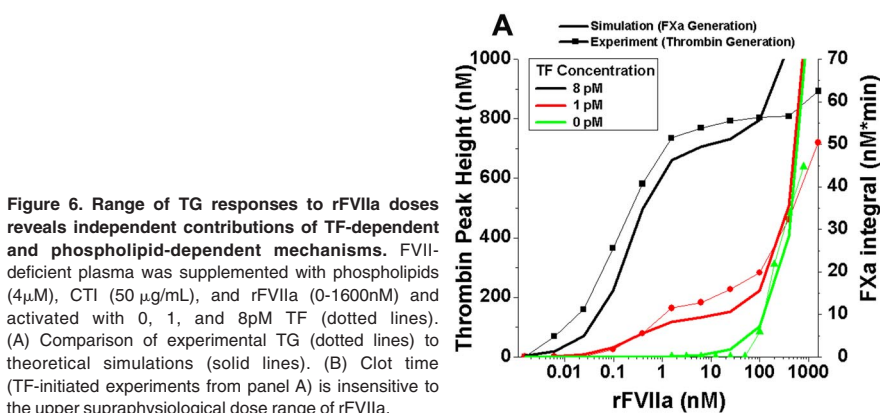 Figure 6. Range of TG responses to rFVIIa doses
reveals independent contributions of TF-dependent
and phospholipid-dependent mechanisms. FVII-
deficient plasma was supplemented with phospholipids
(4μM), CTI (50 μg/mL), and rFVIIa (0-1600nM) and
activated with 0, 1, and 8pM TF (dotted lines).
(A) Comparison of experimental TG (dotted lines) to
theoretical simulations (solid lines). (B) Clot time
(TF-initiated experiments from panel A) is insensitive to
the upper supraphysiological dose range of rFVIIa.
A
Simulation (FXa Generation)
Experiment (Thrombin Generation)
TF Concentration
8 pM
1 pM
0 pM
Thrombin Peak Height (nM)
1000
800
600
400
200
0
FXa integral (nM*min)
70
60
50
40
30
20
10
0
0.01
0.1
1
10
100
1000
rFVIIa (nM)